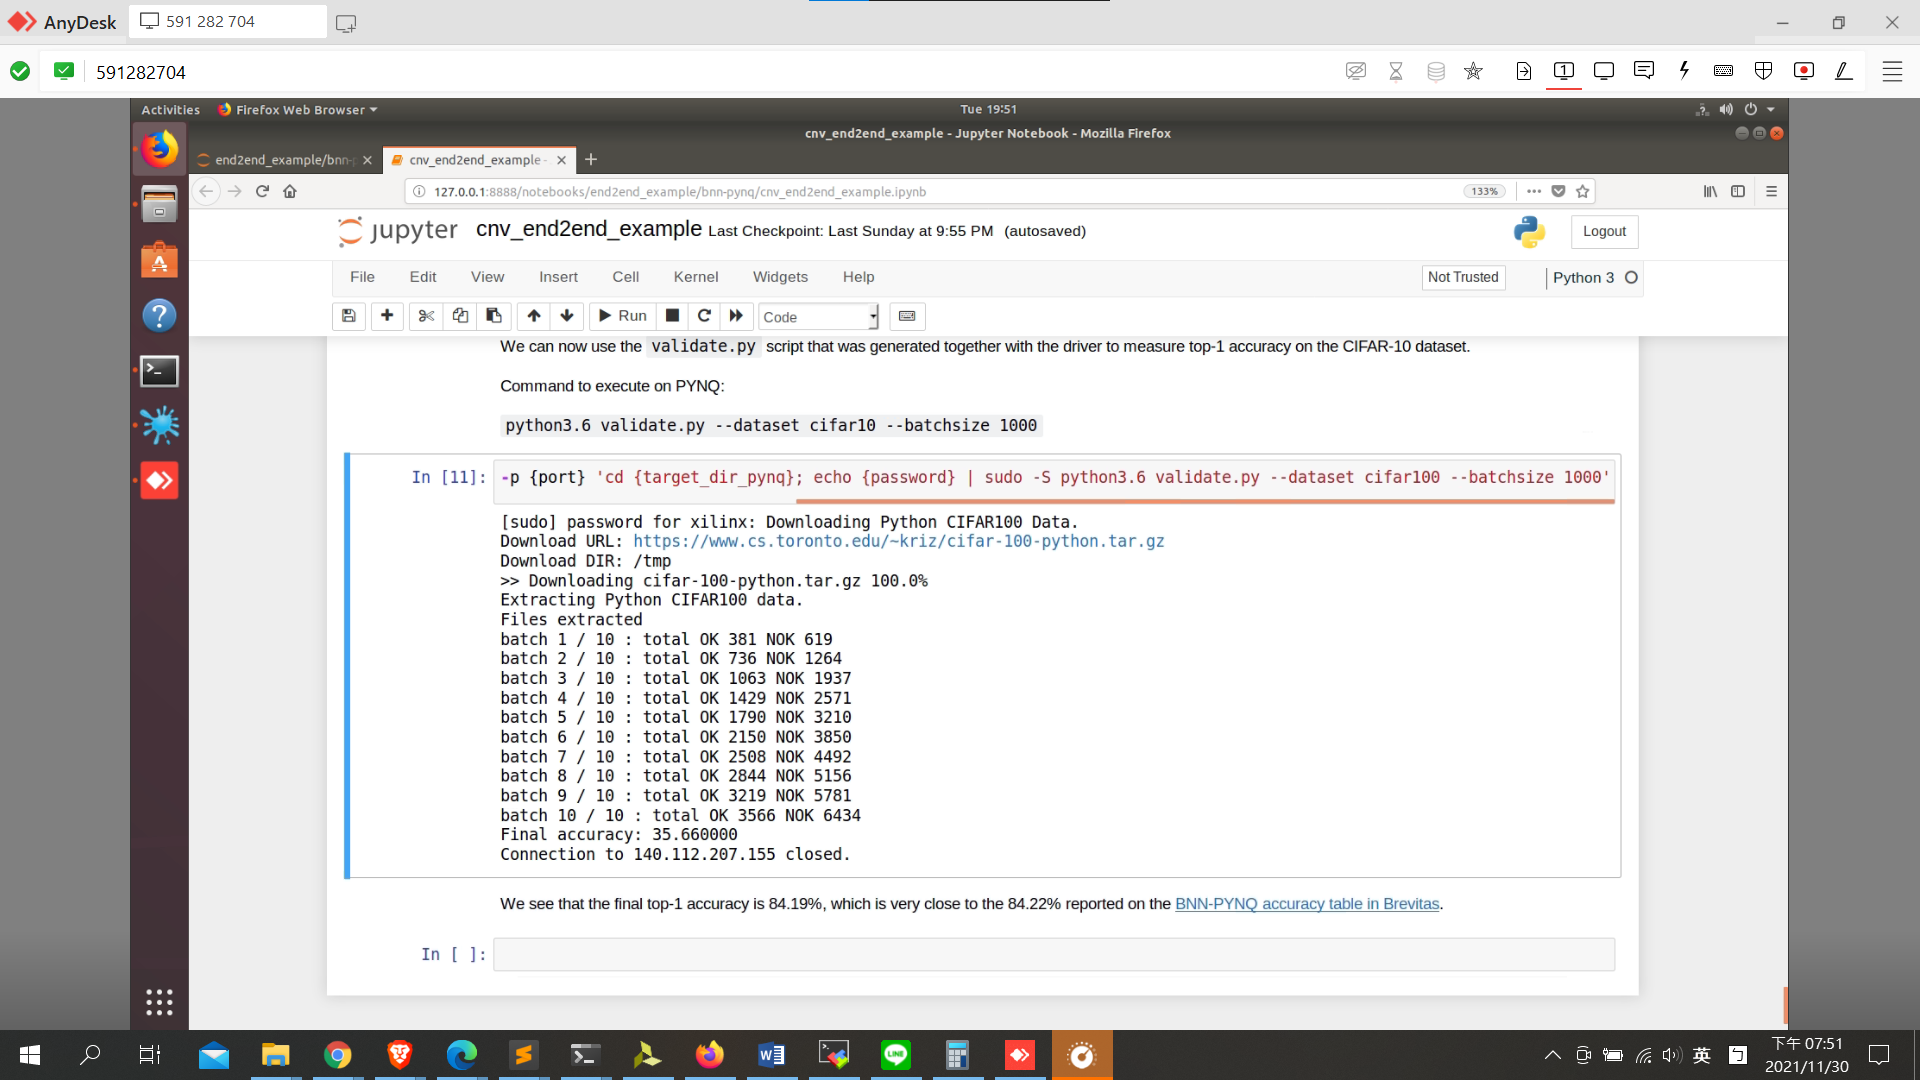 AnyDesk
591 282 704
591282704
Activities
Firefox Web Browser
Tue 19:51
cnv_end2end_example - Jupyter Notebook - Mozilla Firefox
end2end_example/bnn-p
cnv_end2end_example -
127.0.0.1:8888/notebooks/end2end_example/bnn-pynq/cnv_end2end_example.ipynb
133%
jupyter
cnv_end2end_example Last Checkpoint: Last Sunday at 9:55 PM (autosaved)
Logout
File Edit View Insert Cell Kernel Widgets Help
Not Trusted
Python 3
Run
Code
We can now use the validate.py script that was generated together with the driver to measure top-1 accuracy on the CIFAR-10 dataset.
Command to execute on PYNQ:
python3.6 validate.py --dataset cifar10 --batchsize 1000
In [11]: -p {port} 'cd {target_dir_pynq}; echo {password} | sudo -S python3.6 validate.py --dataset cifar100 --batchsize 1000'
[sudo] password for xilinx: Downloading Python CIFAR100 Data.
Download URL: https://www.cs.toronto.edu/~kriz/cifar-100-python.tar.gz
Download DIR: /tmp
>> Downloading cifar-100-python.tar.gz 100.0%
Extracting Python CIFAR100 data.
Files extracted
batch 1 / 10 : total OK 381 NOK 619
batch 2 / 10 : total OK 736 NOK 1264
batch 3 / 10 : total OK 1063 NOK 1937
batch 4 / 10 : total OK 1429 NOK 2571
batch 5 / 10 : total OK 1790 NOK 3210
batch 6 / 10 : total OK 2150 NOK 3850
batch 7 / 10 : total OK 2508 NOK 4492
batch 8 / 10 : total OK 2844 NOK 5156
batch 9 / 10 : total OK 3219 NOK 5781
batch 10 / 10 : total OK 3566 NOK 6434
Final accuracy: 35.660000
Connection to 140.112.207.155 closed.
We see that the final top-1 accuracy is 84.19%, which is very close to the 84.22% reported on the BNN-PYNQ accuracy table in Brevitas.
In [ ]:
英
下午 07:51
2021/11/30